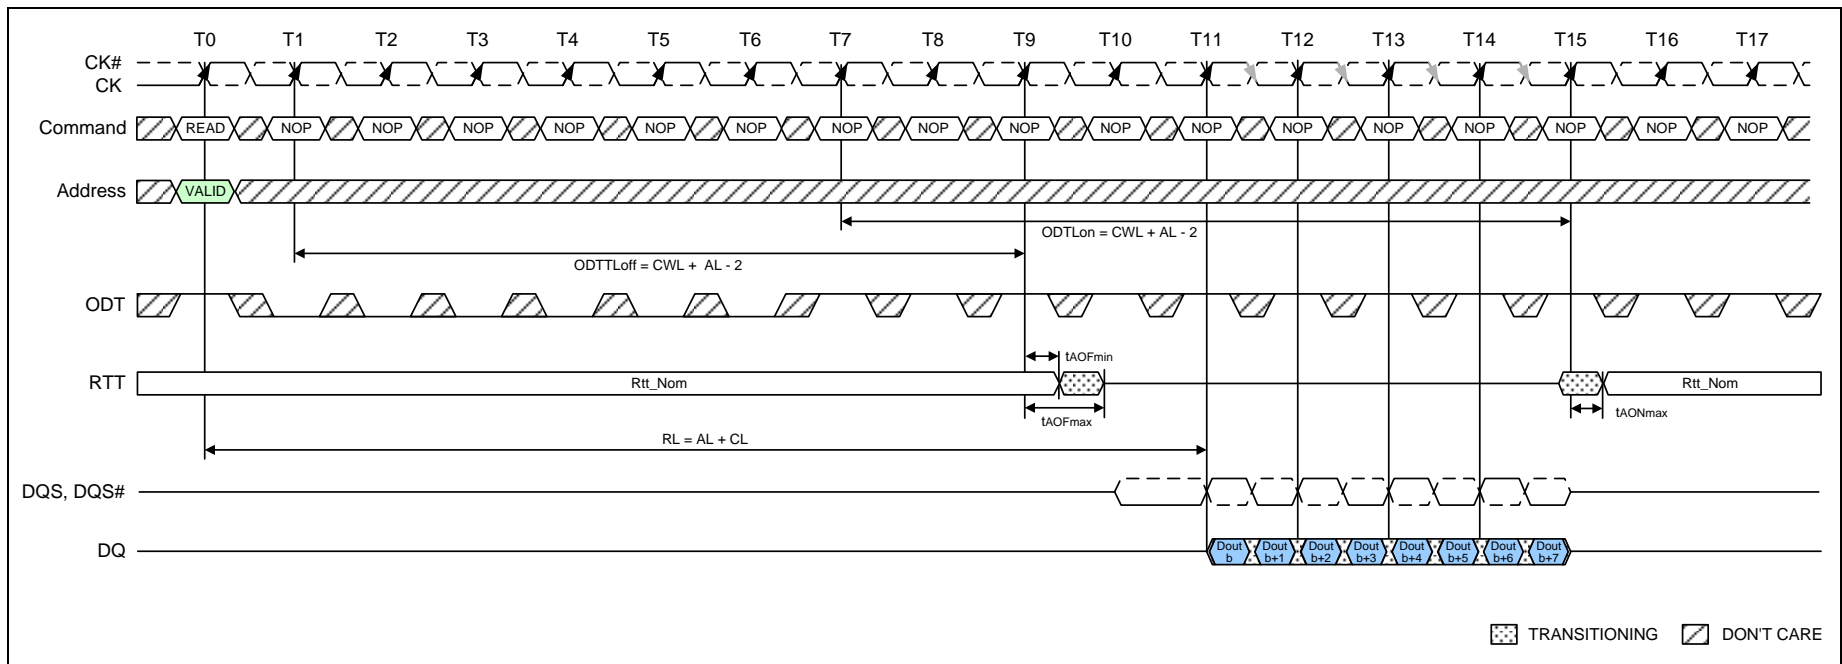 T0 T1 T2 T3 T4 T5 T6 T7 T8 T9 T10 T11 T12 T13 T14 T15 T16 T17
CK#
CK
Command READ NOP NOP NOP NOP NOP NOP NOP NOP NOP NOP NOP NOP NOP NOP NOP NOP NOP
Address VALID
ODTLon = CWL + AL - 2
ODTTLoff = CWL + AL - 2
ODT
tAOFmin
RTT Rtt_Nom Rtt_Nom
tAOFmax tAONmax
RL = AL + CL
DQS, DQS#
DQ
Dout Dout Dout Dout Dout Dout Dout Dout
b b+1 b+2 b+3 b+4 b+5 b+6 b+7
TRANSITIONING DON'T CARE